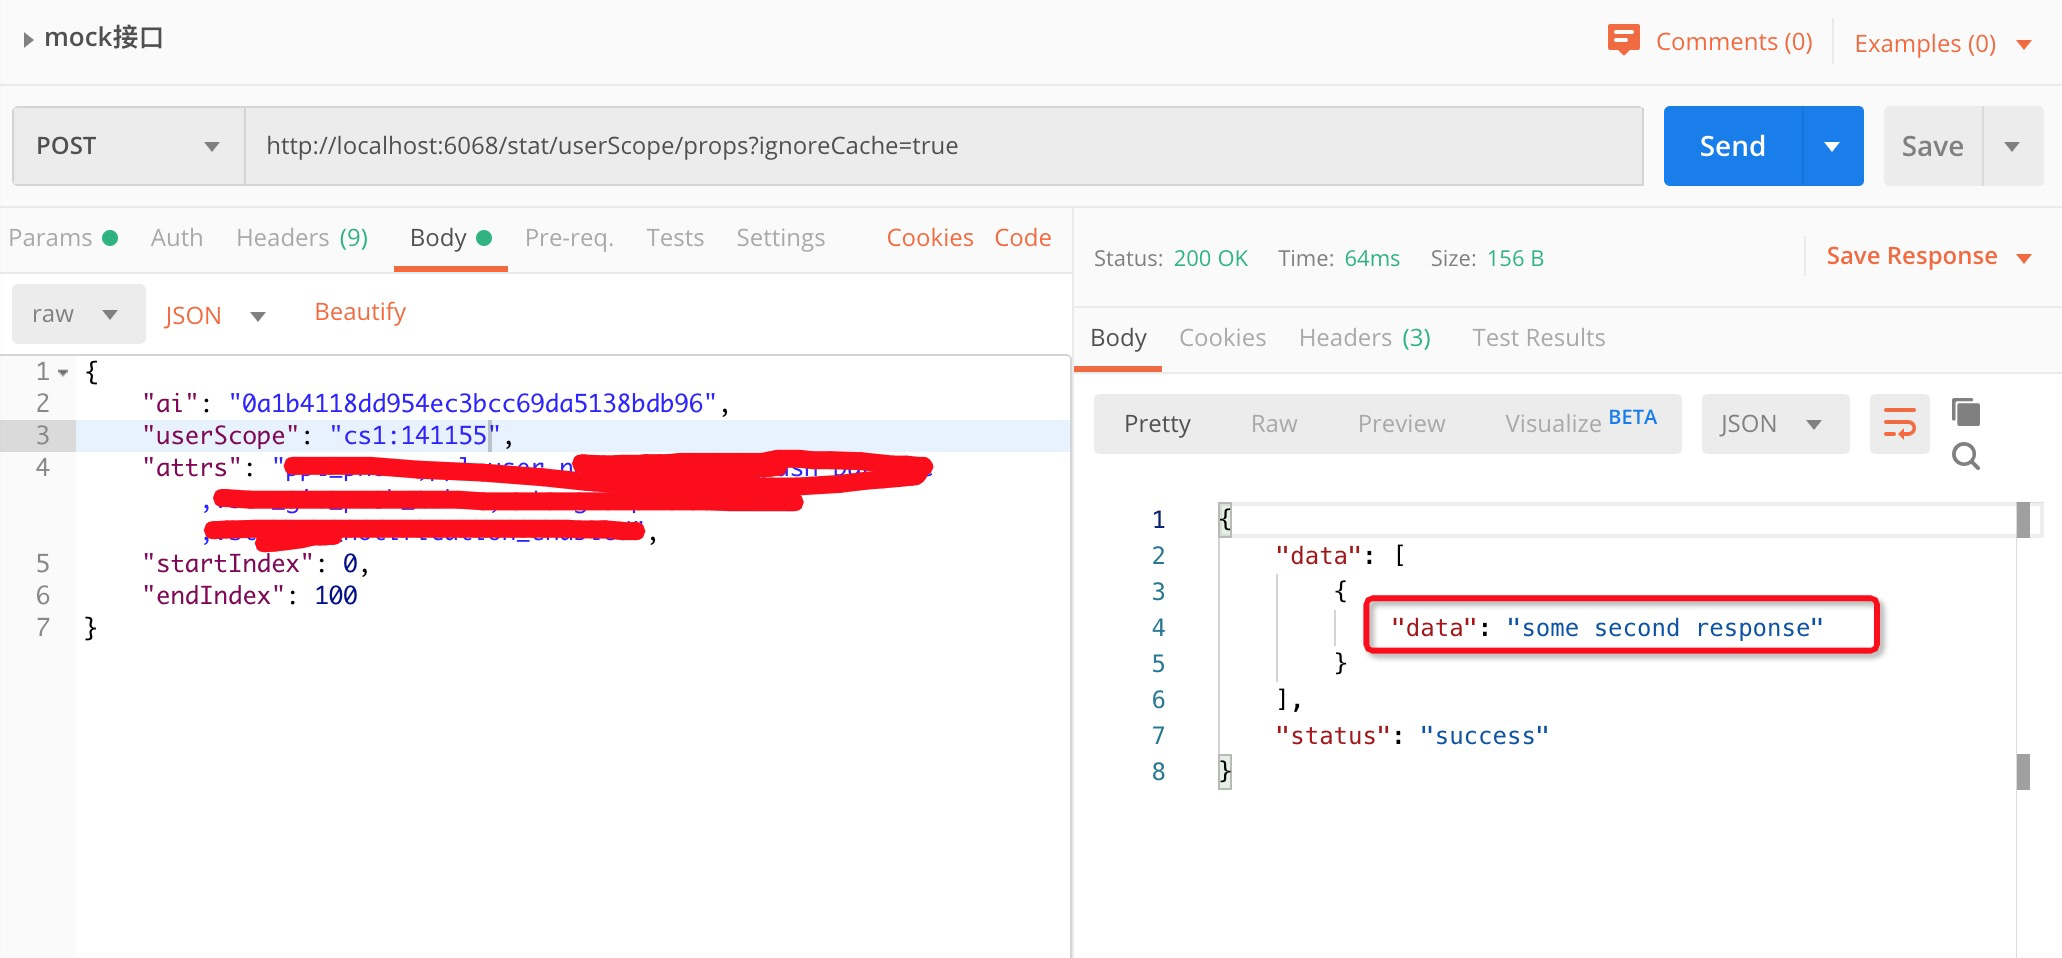 mock接口
Comments (0)
Examples (0)
POST
http://localhost:6068/stat/userScope/props?ignoreCache=true
Send
Save
Params
Auth
Headers (9)
Body
Pre-req.
Tests
Settings
Cookies
Code
raw
JSON
Beautify
1 {
2 "ai": "0a1b4118dd954ec3bcc69da5138bdb96",
3 "userScope": "cs1:141155",
4 "attrs": "
5 "startIndex": 0,
6 "endIndex": 100
7 }
Status: 200 OK Time: 64ms Size: 156 B
Save Response
Body
Cookies
Headers (3)
Test Results
Pretty
Raw
Preview
Visualize BETA
JSON
1 {
2 "data": [
3 {
4 "data": "some second response"
5 }
6 ],
7 "status": "success"
8 }